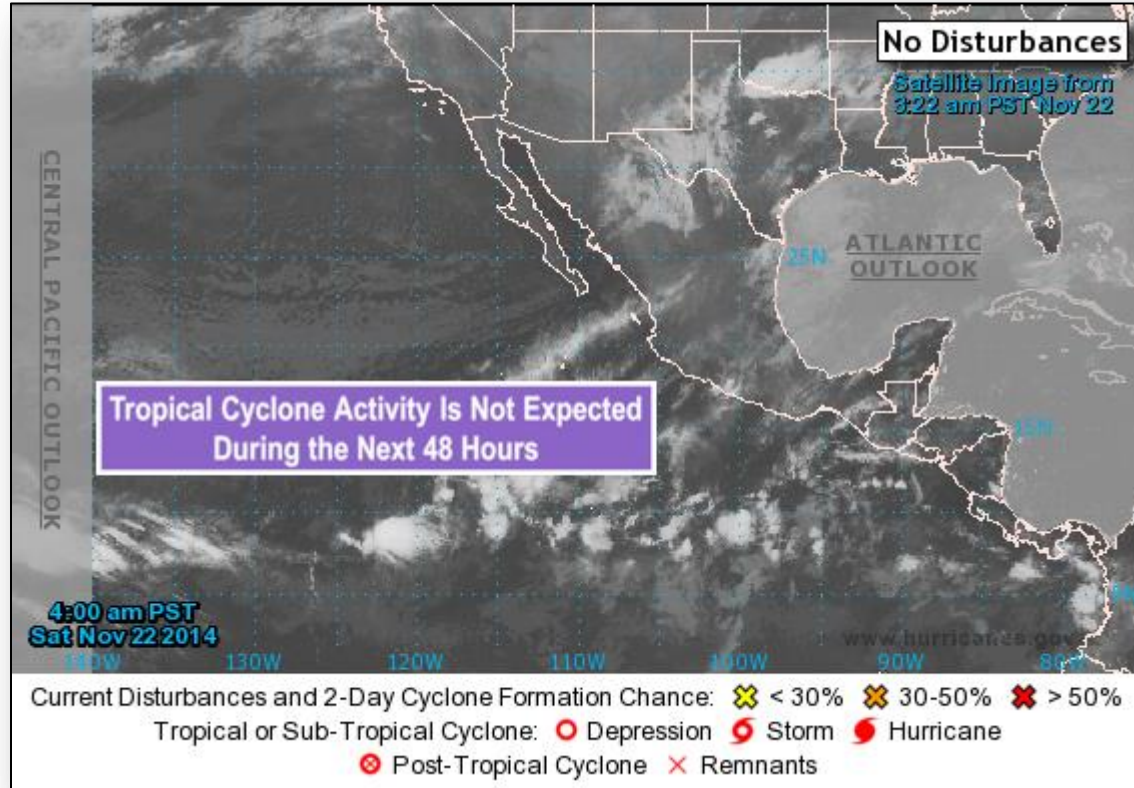 No Disturbances
Satellite Image from
3:22 am PST Nov 22
CENTRAL PACIFIC OUTLOOK
ATLANTIC
OUTLOOK
25N
Tropical Cyclone Activity Is Not Expected
During the Next 48 Hours
15N
4:00 am PST
Sat Nov 22 2014
www.hurricanes.gov
140W 130W 120W 110W 100W 90W 80W
Current Disturbances and 2-Day Cyclone Formation Chance: < 30% 30-50% > 50%
Tropical or Sub-Tropical Cyclone: Depression Storm Hurricane
Post-Tropical Cyclone Remnants